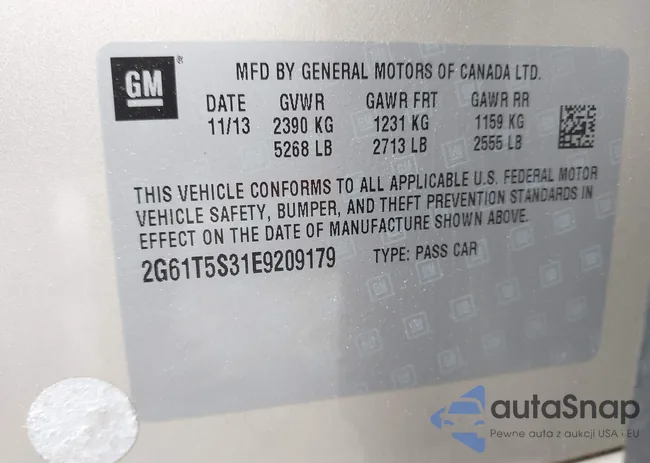 GM
MFD BY GENERAL MOTORS OF CANADA LTD.
DATE GVWR GAWR FRT GAWR RR
11/13 2390 KG 1231 KG 1159 KG
5268 LB 2713 LB 2555 LB
THIS VEHICLE CONFORMS TO ALL APPLICABLE U.S. FEDERAL MOTOR
VEHICLE SAFETY, BUMPER, AND THEFT PREVENTION STANDARDS IN
EFFECT ON THE DATE OF MANUFACTURE SHOWN ABOVE.
2G61T5S31E9209179 TYPE: PASS CAR
autaSnap
Pewne auta z aukcji USA i EU